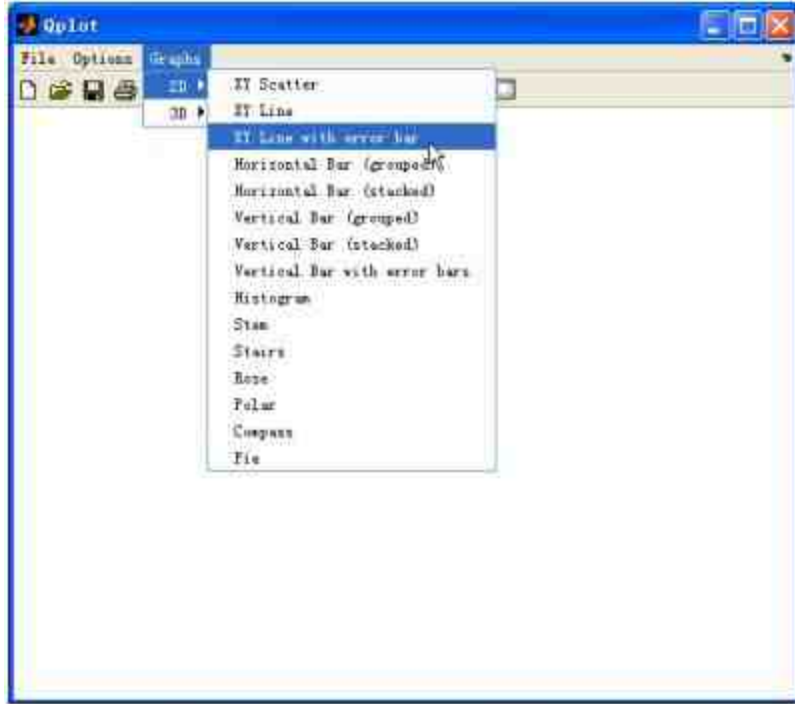 Qplot
File Options Graphs
2D
3D
XY Scatter
XY Line
XY Line with error bar
Horizontal Bar (grouped)
Horizontal Bar (stacked)
Vertical Bar (grouped)
Vertical Bar (stacked)
Vertical Bar with error bars
Histogram
Stem
Stairs
Rose
Polar
Compass
Pie